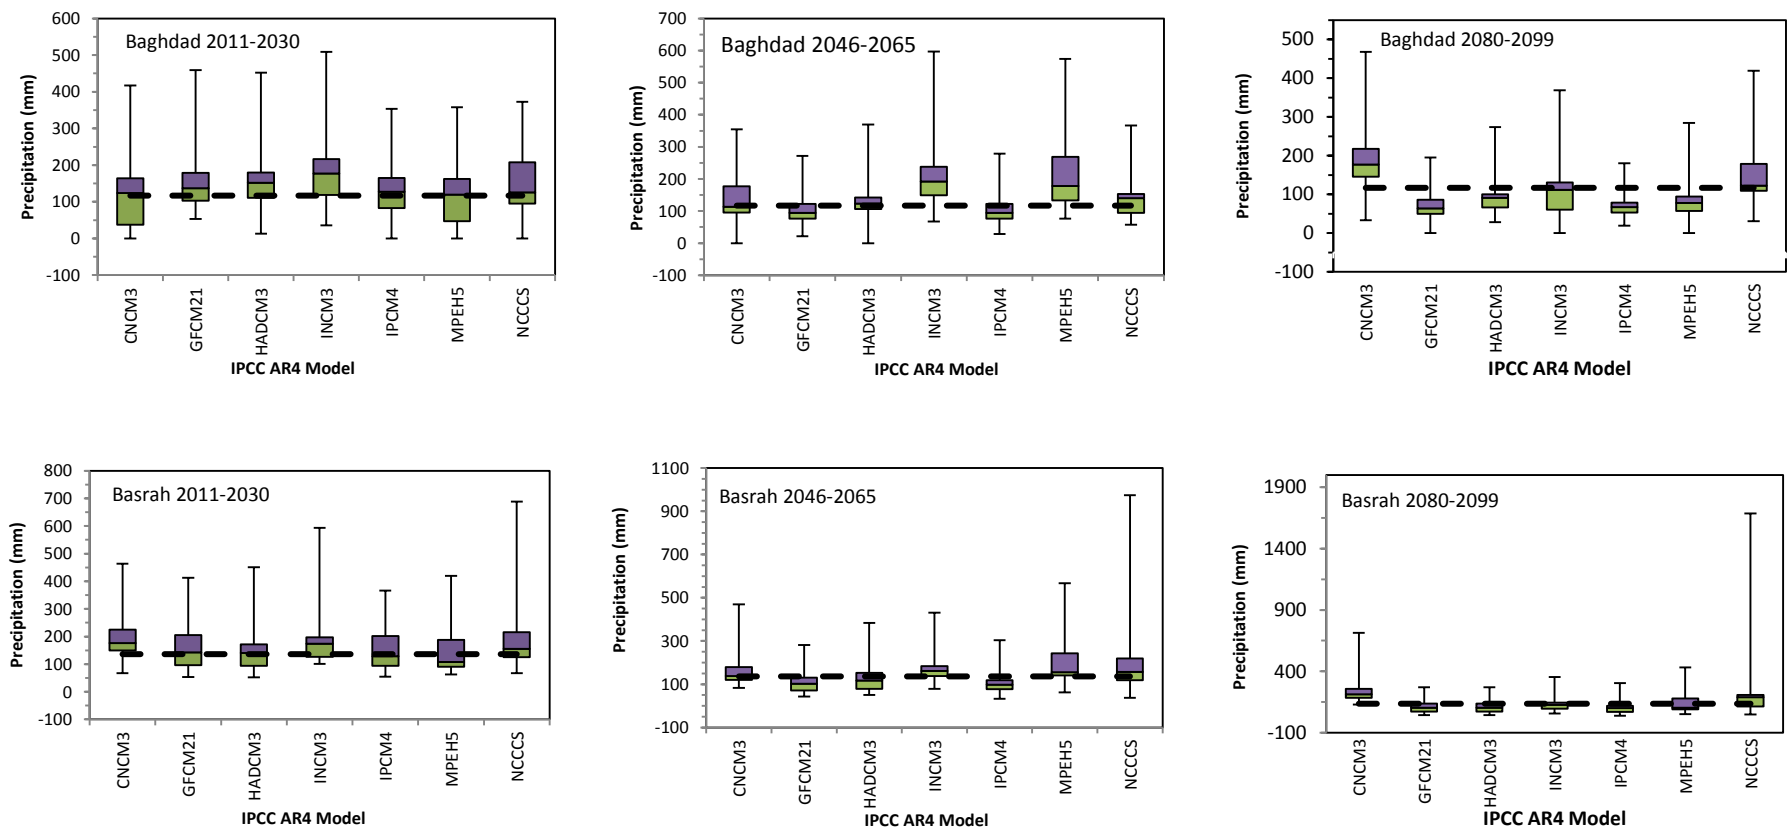 Baghdad 2011-2030
Precipitation (mm)
600
500
400
300
200
100
0
-100
CNCM3
GFCM21
HADCM3
INCM3
IPCM4
MPEH5
NCCCS
IPCC AR4 Model
Baghdad 2046-2065
Precipitation (mm)
700
600
500
400
300
200
100
0
-100
CNCM3
GFCM21
HADCM3
INCM3
IPCM4
MPEH5
NCCCS
IPCC AR4 Model
Baghdad 2080-2099
Precipitation (mm)
500
400
300
200
100
0
-100
CNCM3
GFCM21
HADCM3
INCM3
IPCM4
MPEH5
NCCCS
IPCC AR4 Model
Basrah 2011-2030
Precipitation (mm)
800
700
600
500
400
300
200
100
0
-100
CNCM3
GFCM21
HADCM3
INCM3
IPCM4
MPEH5
NCCCS
IPCC AR4 Model
Basrah 2046-2065
Precipitation (mm)
1100
900
700
500
300
100
-100
CNCM3
GFCM21
HADCM3
INCM3
IPCM4
MPEH5
NCCCS
IPCC AR4 Model
Basrah 2080-2099
Precipitation (mm)
1900
1400
900
400
-100
CNCM3
GFCM21
HADCM3
INCM3
IPCM4
MPEH5
NCCCS
IPCC AR4 Model